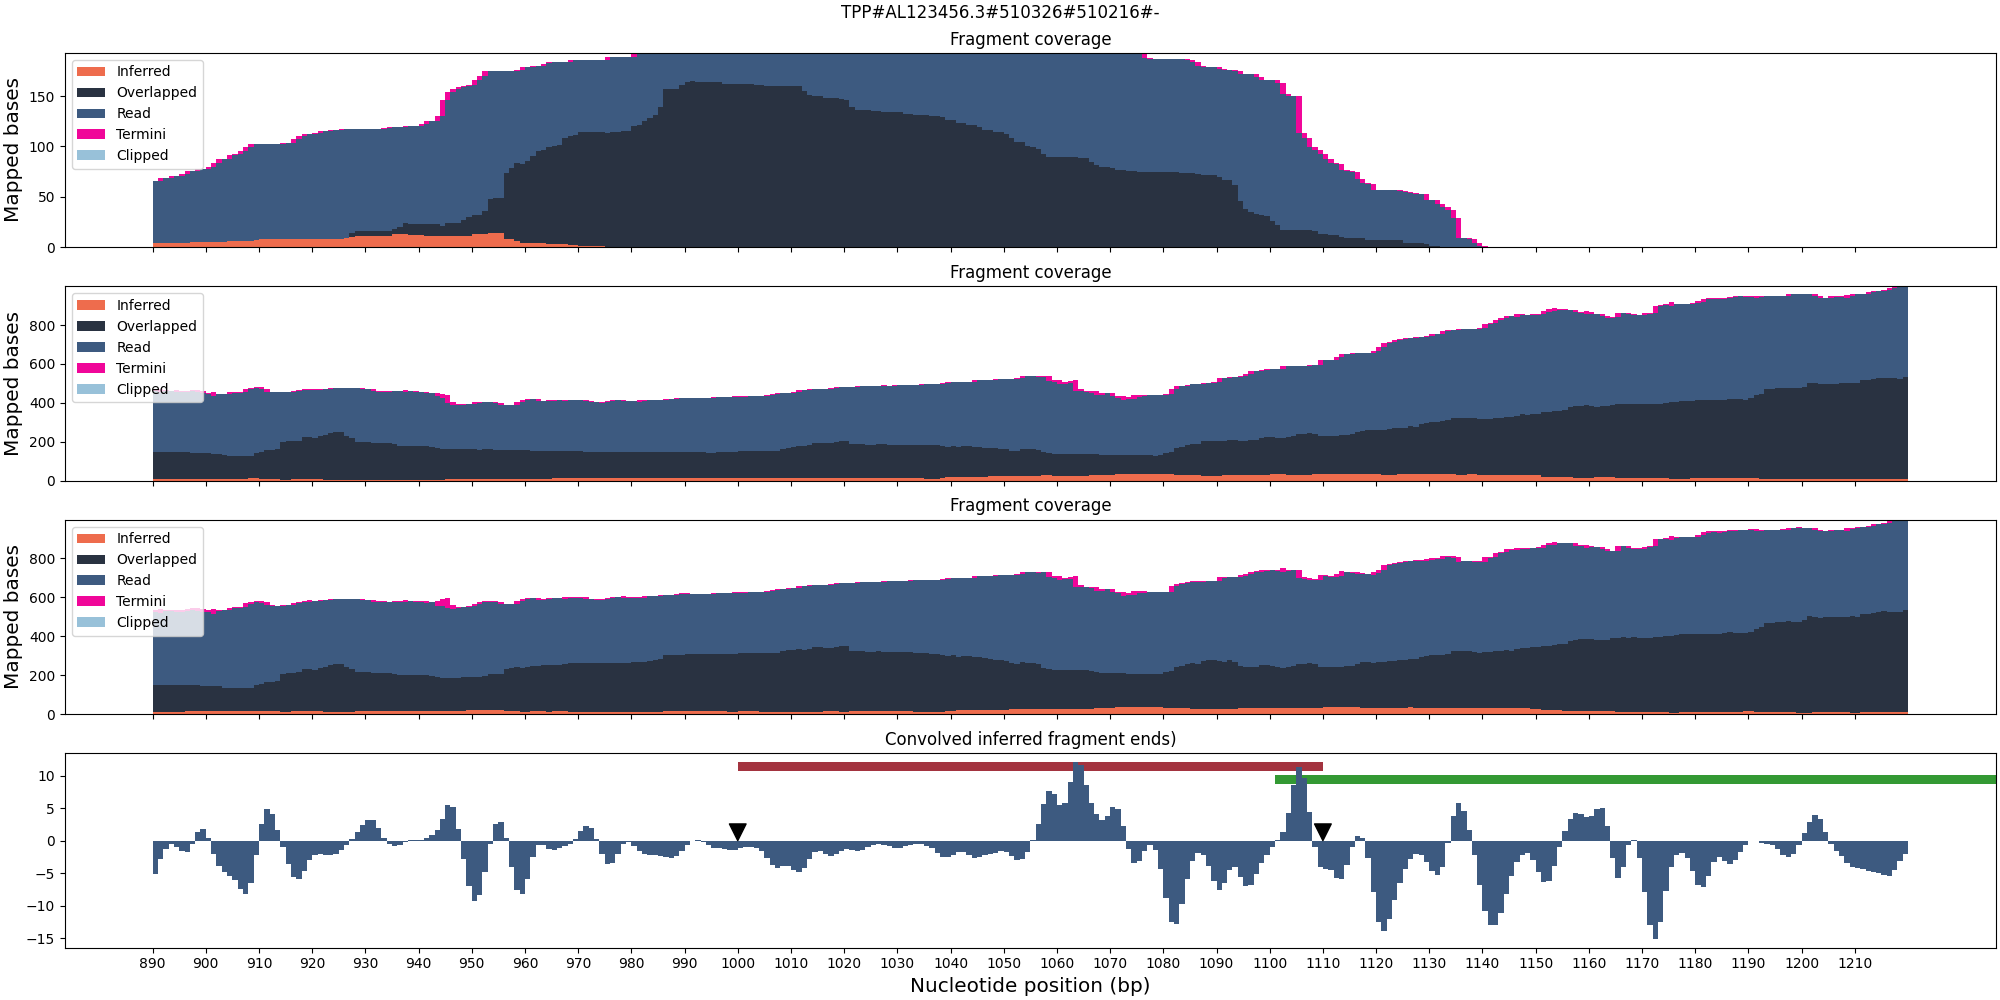 TPP#AL123456.3#510326#510216#-
Fragment coverage
Mapped bases
150
100
50
0
Inferred
Overlapped
Read
Termini
Clipped
Fragment coverage
Mapped bases
800
600
400
200
0
Inferred
Overlapped
Read
Termini
Clipped
Fragment coverage
Mapped bases
800
600
400
200
0
Inferred
Overlapped
Read
Termini
Clipped
Convolved inferred fragment ends)
10
5
0
−5
−10
−15
890 900 910 920 930 940 950 960 970 980 990 1000 1010 1020 1030 1040 1050 1060 1070 1080 1090 1100 1110 1120 1130 1140 1150 1160 1170 1180 1190 1200 1210
Nucleotide position (bp)